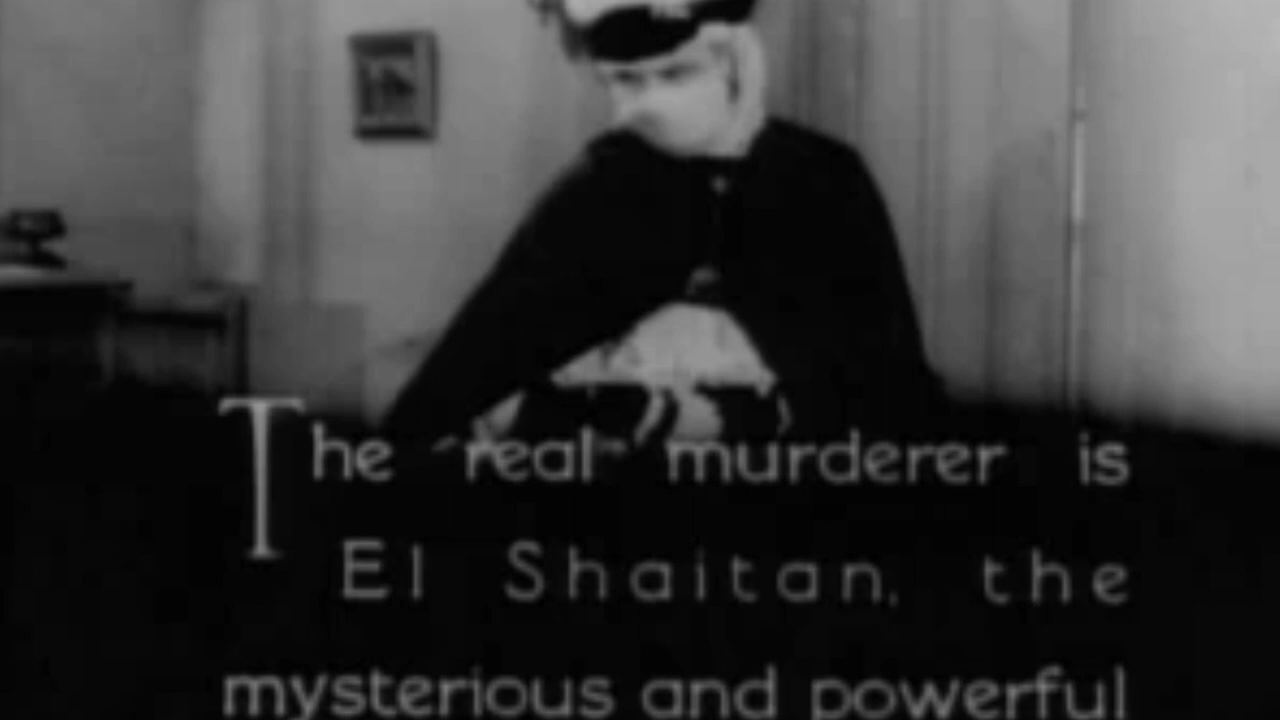 The real murderer is
El Shaitan, the
mysterious and powerful